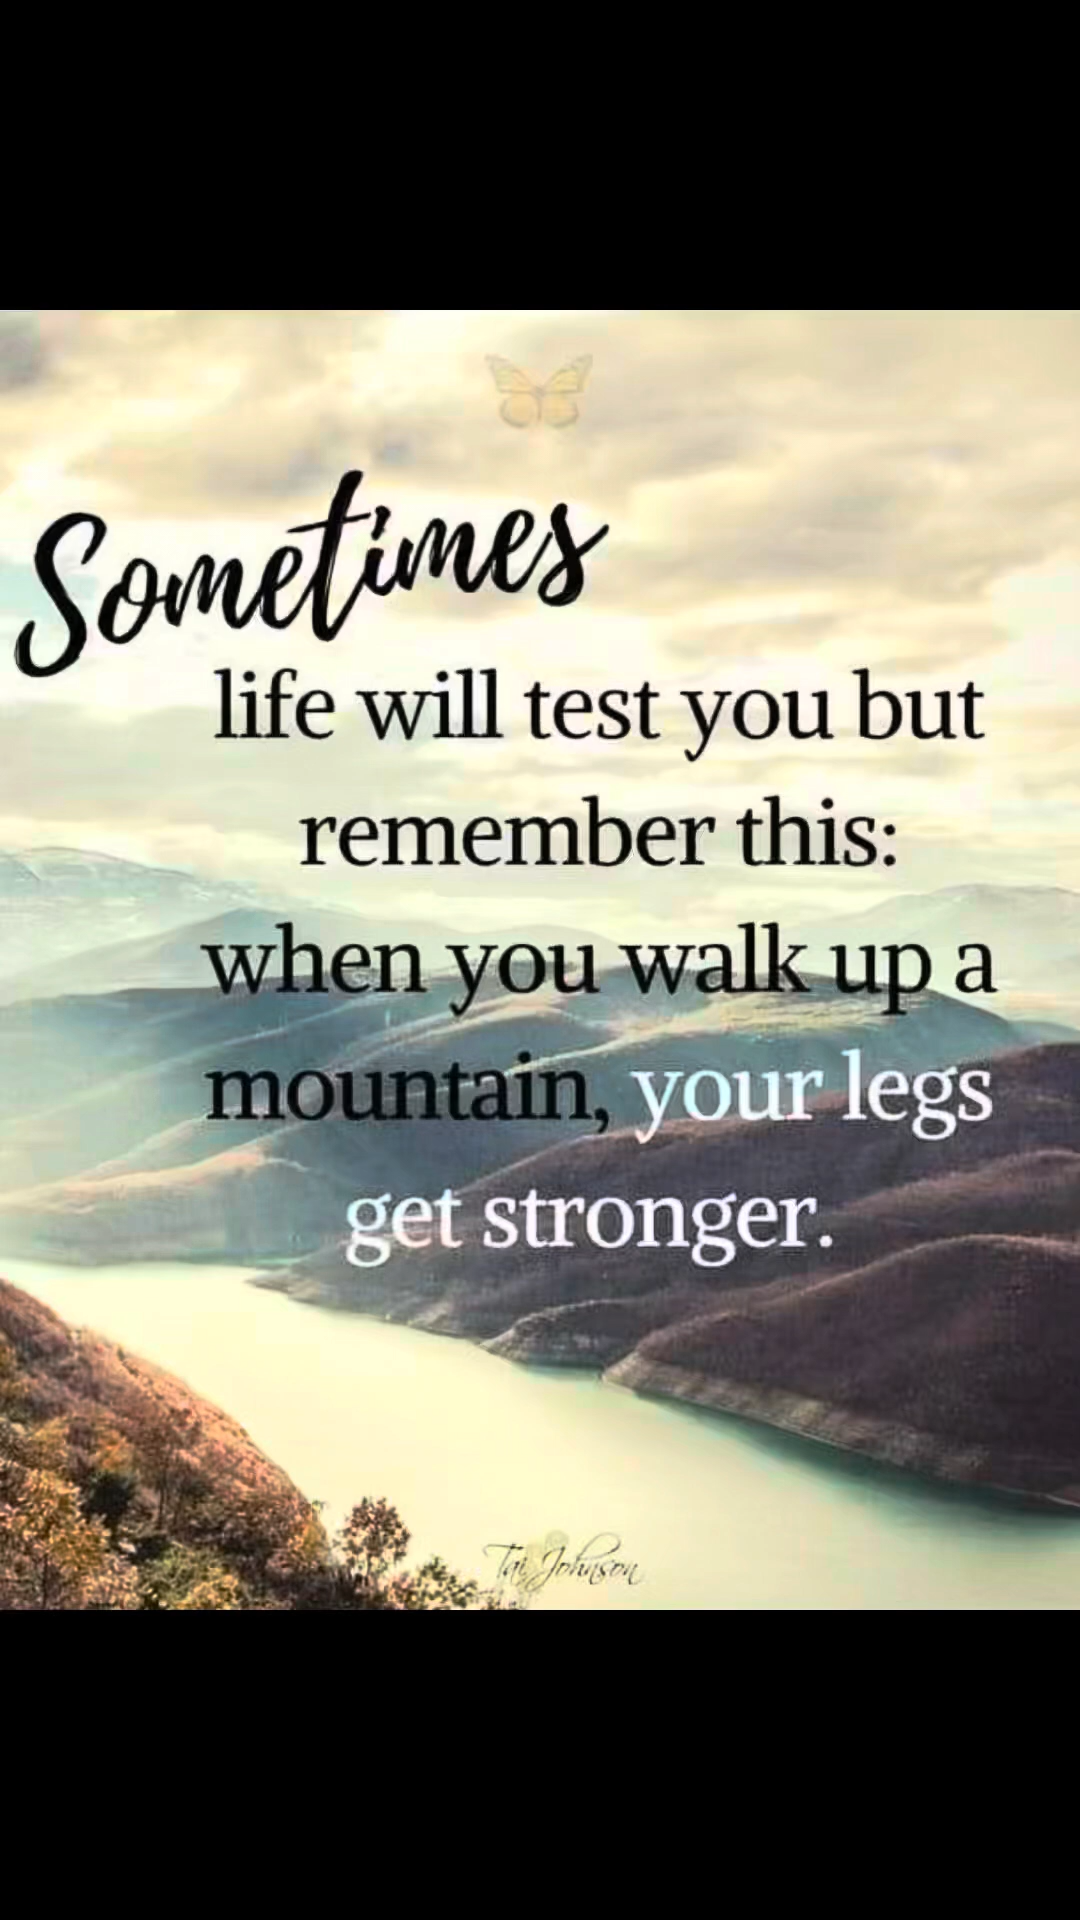 Sometimes
life will test you but
remember this:
when you walk up a
mountain, your legs
get stronger.
Tai Johnson